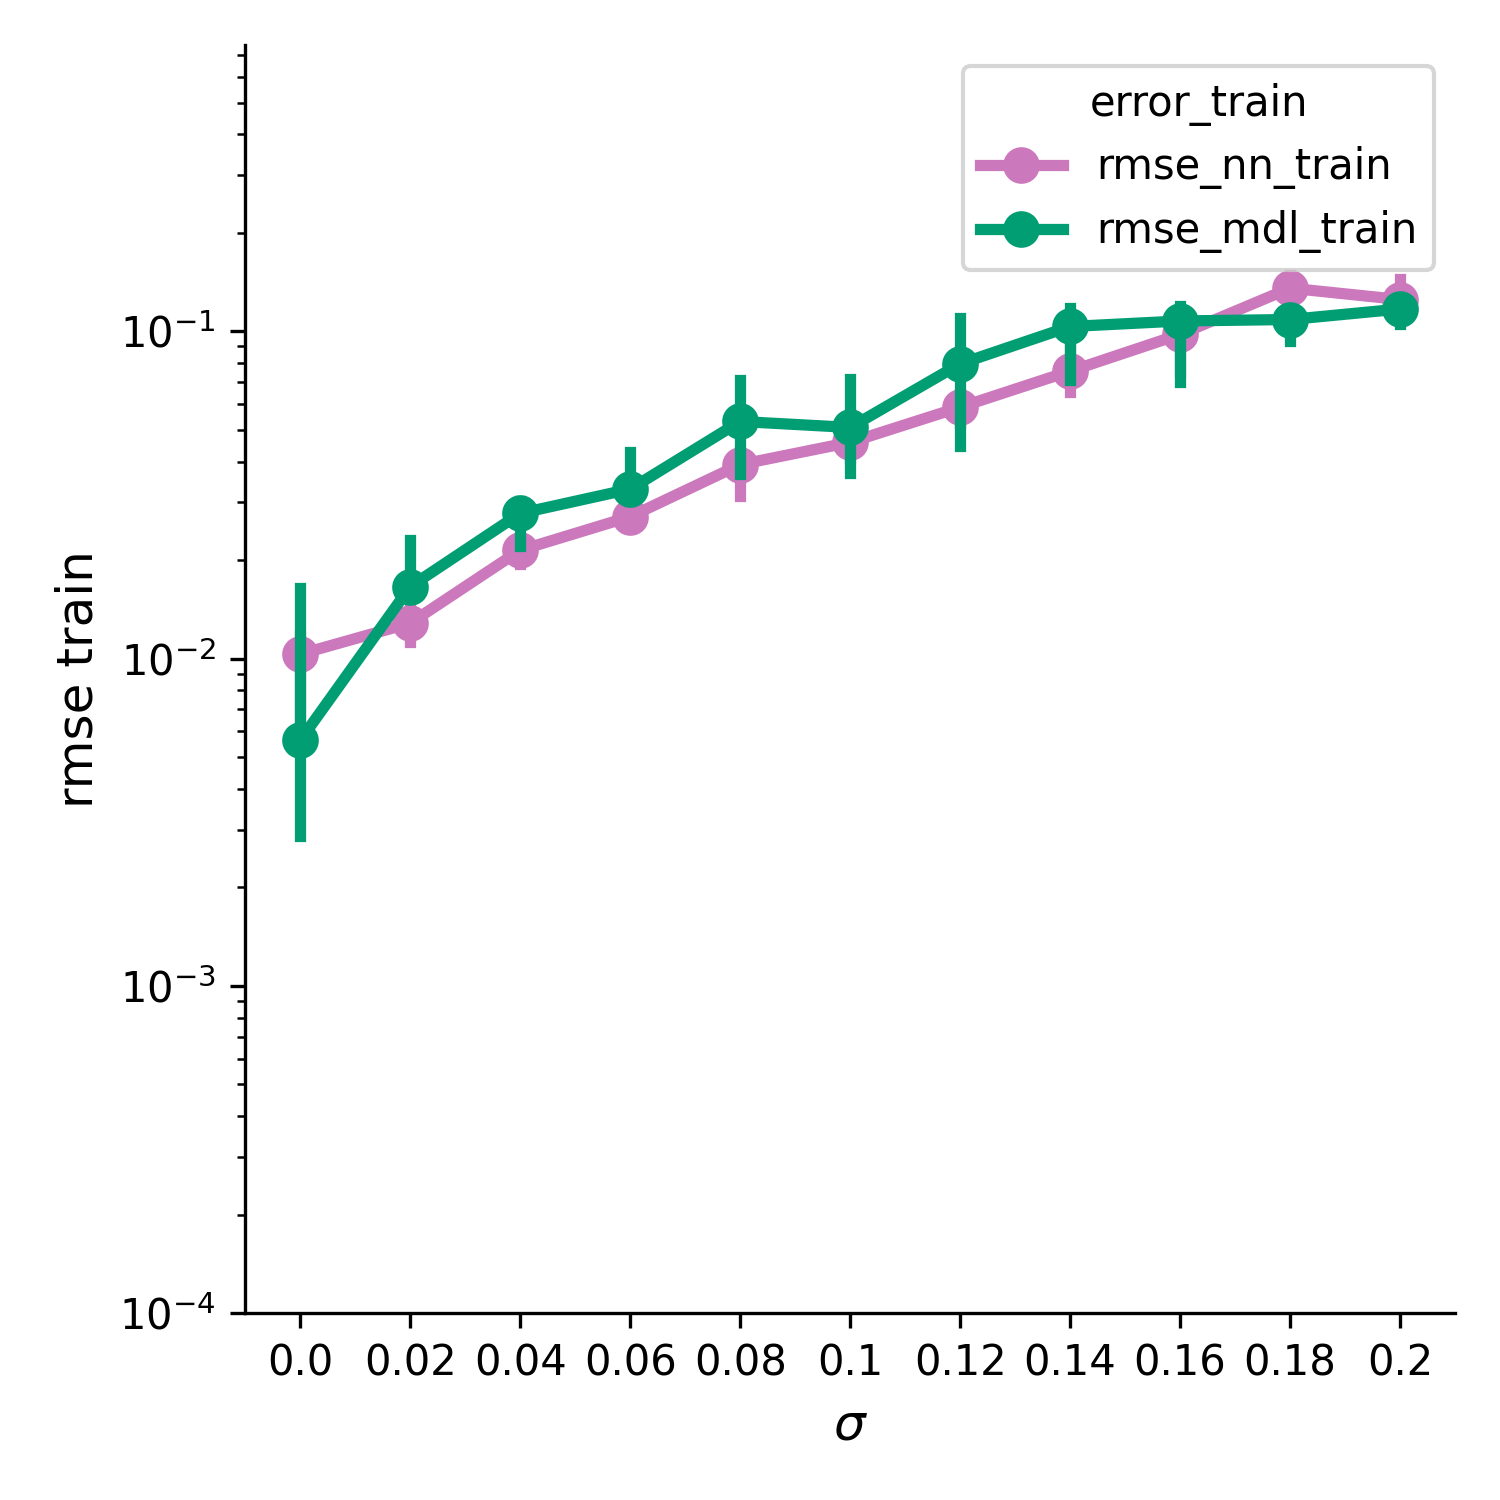 error_train
rmse_nn_train
rmse_mdl_train
rmse train
10⁻¹
10⁻²
10⁻³
10⁻⁴
0.0 0.02 0.04 0.06 0.08 0.1 0.12 0.14 0.16 0.18 0.2
σ